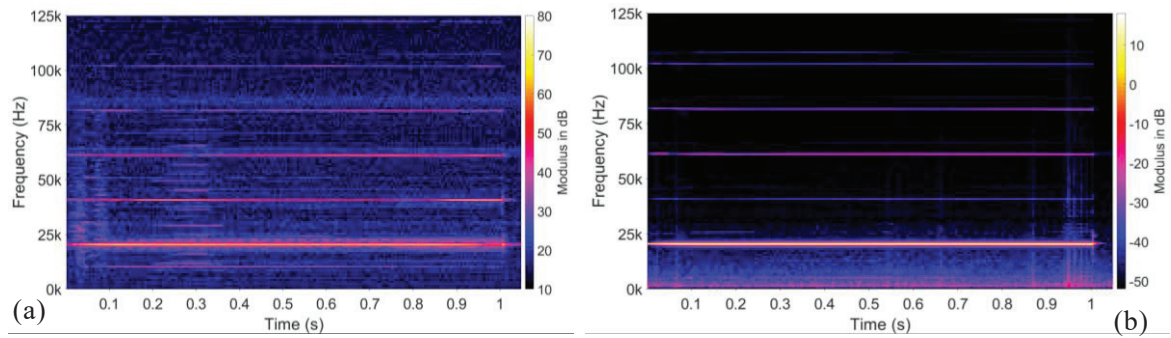 125k
100k
75k
50k
25k
0k
Frequency (Hz)
0.1 0.2 0.3 0.4 0.5 0.6 0.7 0.8 0.9 1
Time (s)
80
70
60
50
40
30
20
10
Modulus in dB
(a)
125k
100k
75k
50k
25k
0k
Frequency (Hz)
0.1 0.2 0.3 0.4 0.5 0.6 0.7 0.8 0.9 1
Time (s)
10
0
-10
-20
-30
-40
-50
Modulus in dB
(b)